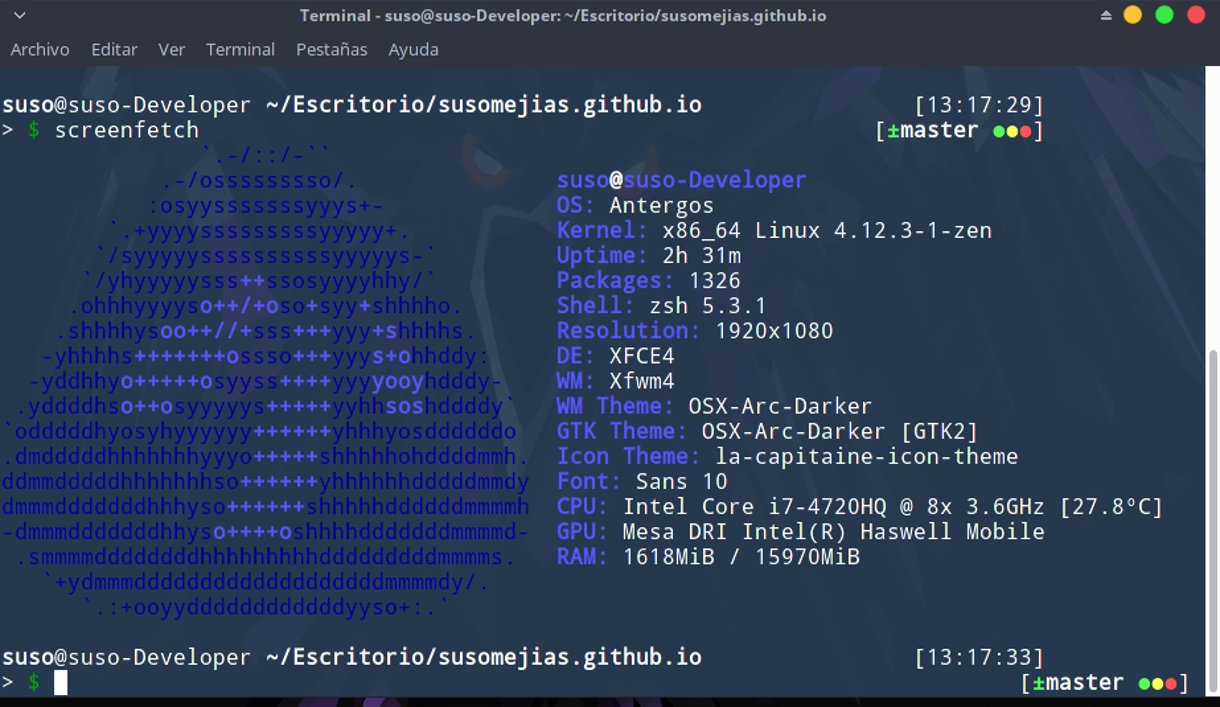 Terminal - suso@suso-Developer: ~/Escritorio/susomejias.github.io
Archivo Editar Ver Terminal Pestañas Ayuda
suso@suso-Developer ~/Escritorio/susomejias.github.io [13:17:29]
> $ screenfetch [±master ●●●]
`.-/::/-``
.-/osssssssso/.
:osyysssssssyyys+-
`.+yyyysssssssssyyyyy+.
`/syyyyyssssssssssyyyyys-`
`/yhyyyyysss++ssosyyyyhhy/`
.ohhhyyyyso++/+oso+syy+shhhho.
.shhhhysoo++//+sss+++yyy+shhhhs.
-yhhhhs+++++++ossso+++yyys+ohhddy:
-yddhhyo+++++osyyss++++yyyyooyhdddy-
.yddddhso++osyyyyys+++++yyhhsoshddddy`
`odddddhyosyhyyyyyy++++++yhhhyosddddddo
.dmdddddhhhhhhhyyyo+++++shhhhhohddddmmh.
ddmmdddddhhhhhhhso++++++yhhhhhhdddddmmdy
dmmmdddddddhhhyso++++++shhhhhddddddmmmmh
-dmmmdddddddhhyso++++oshhhhdddddddmmmmd-
.smmmmddddddddhhhhhhhhhdddddddddmmmms.
`+ydmmmdddddddddddddddddddmmmmdy/.
`.:+ooyyddddddddddddyyso+:.`
suso@suso-Developer
OS: Antergos
Kernel: x86_64 Linux 4.12.3-1-zen
Uptime: 2h 31m
Packages: 1326
Shell: zsh 5.3.1
Resolution: 1920x1080
DE: XFCE4
WM: Xfwm4
WM Theme: OSX-Arc-Darker
GTK Theme: OSX-Arc-Darker [GTK2]
Icon Theme: la-capitaine-icon-theme
Font: Sans 10
CPU: Intel Core i7-4720HQ @ 8x 3.6GHz [27.8ºC]
GPU: Mesa DRI Intel(R) Haswell Mobile
RAM: 1618MiB / 15970MiB
suso@suso-Developer ~/Escritorio/susomejias.github.io [13:17:33]
> $ [±master ●●●]